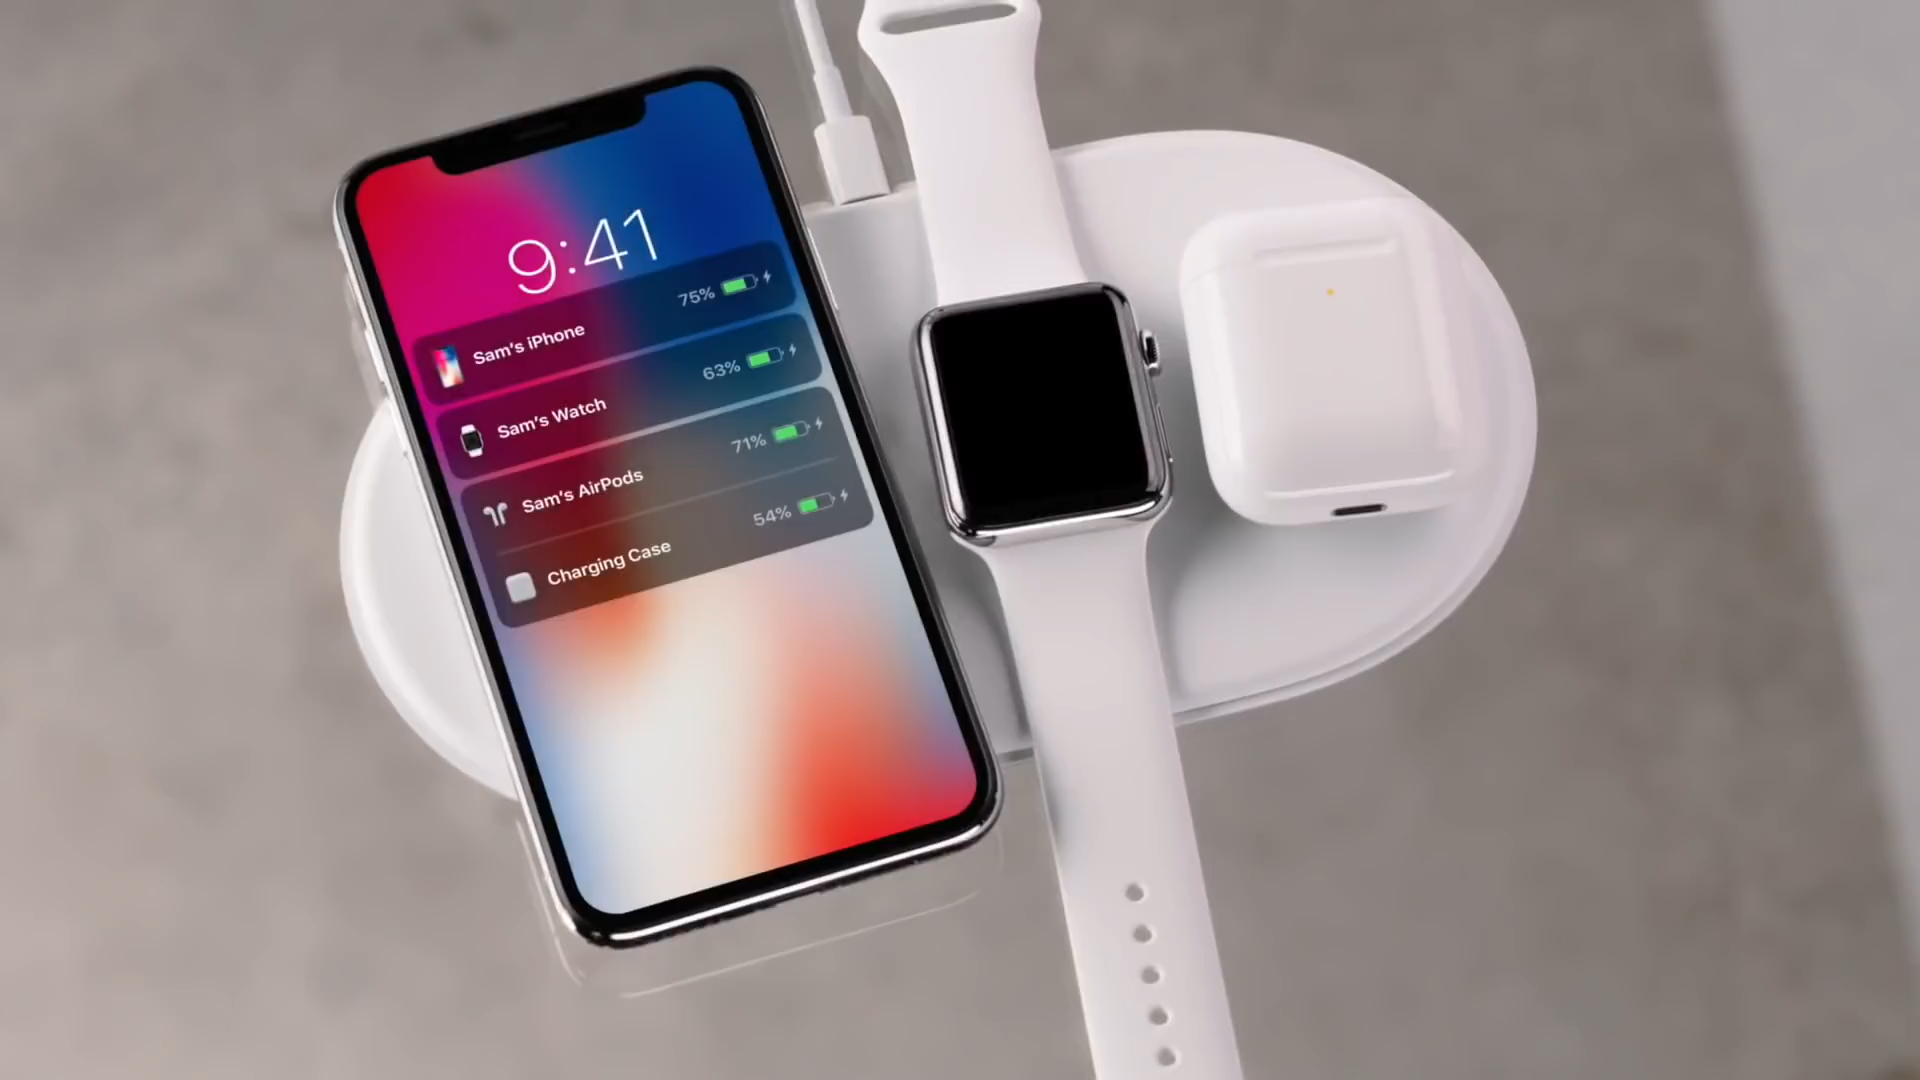 9:41
75%
Sam's iPhone
63%
Sam's Watch
71%
Sam's AirPods
54%
Charging Case